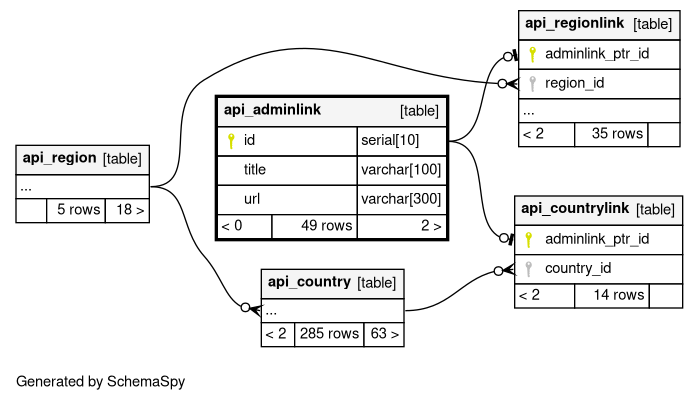 api_regionlink [table]
adminlink_ptr_id
region_id
...
< 2 35 rows
api_adminlink [table]
id serial[10]
title varchar[100]
url varchar[300]
< 0 49 rows 2 >
api_region [table]
...
5 rows 18 >
api_countrylink [table]
adminlink_ptr_id
country_id
< 2 14 rows
api_country [table]
...
< 2 285 rows 63 >
Generated by SchemaSpy